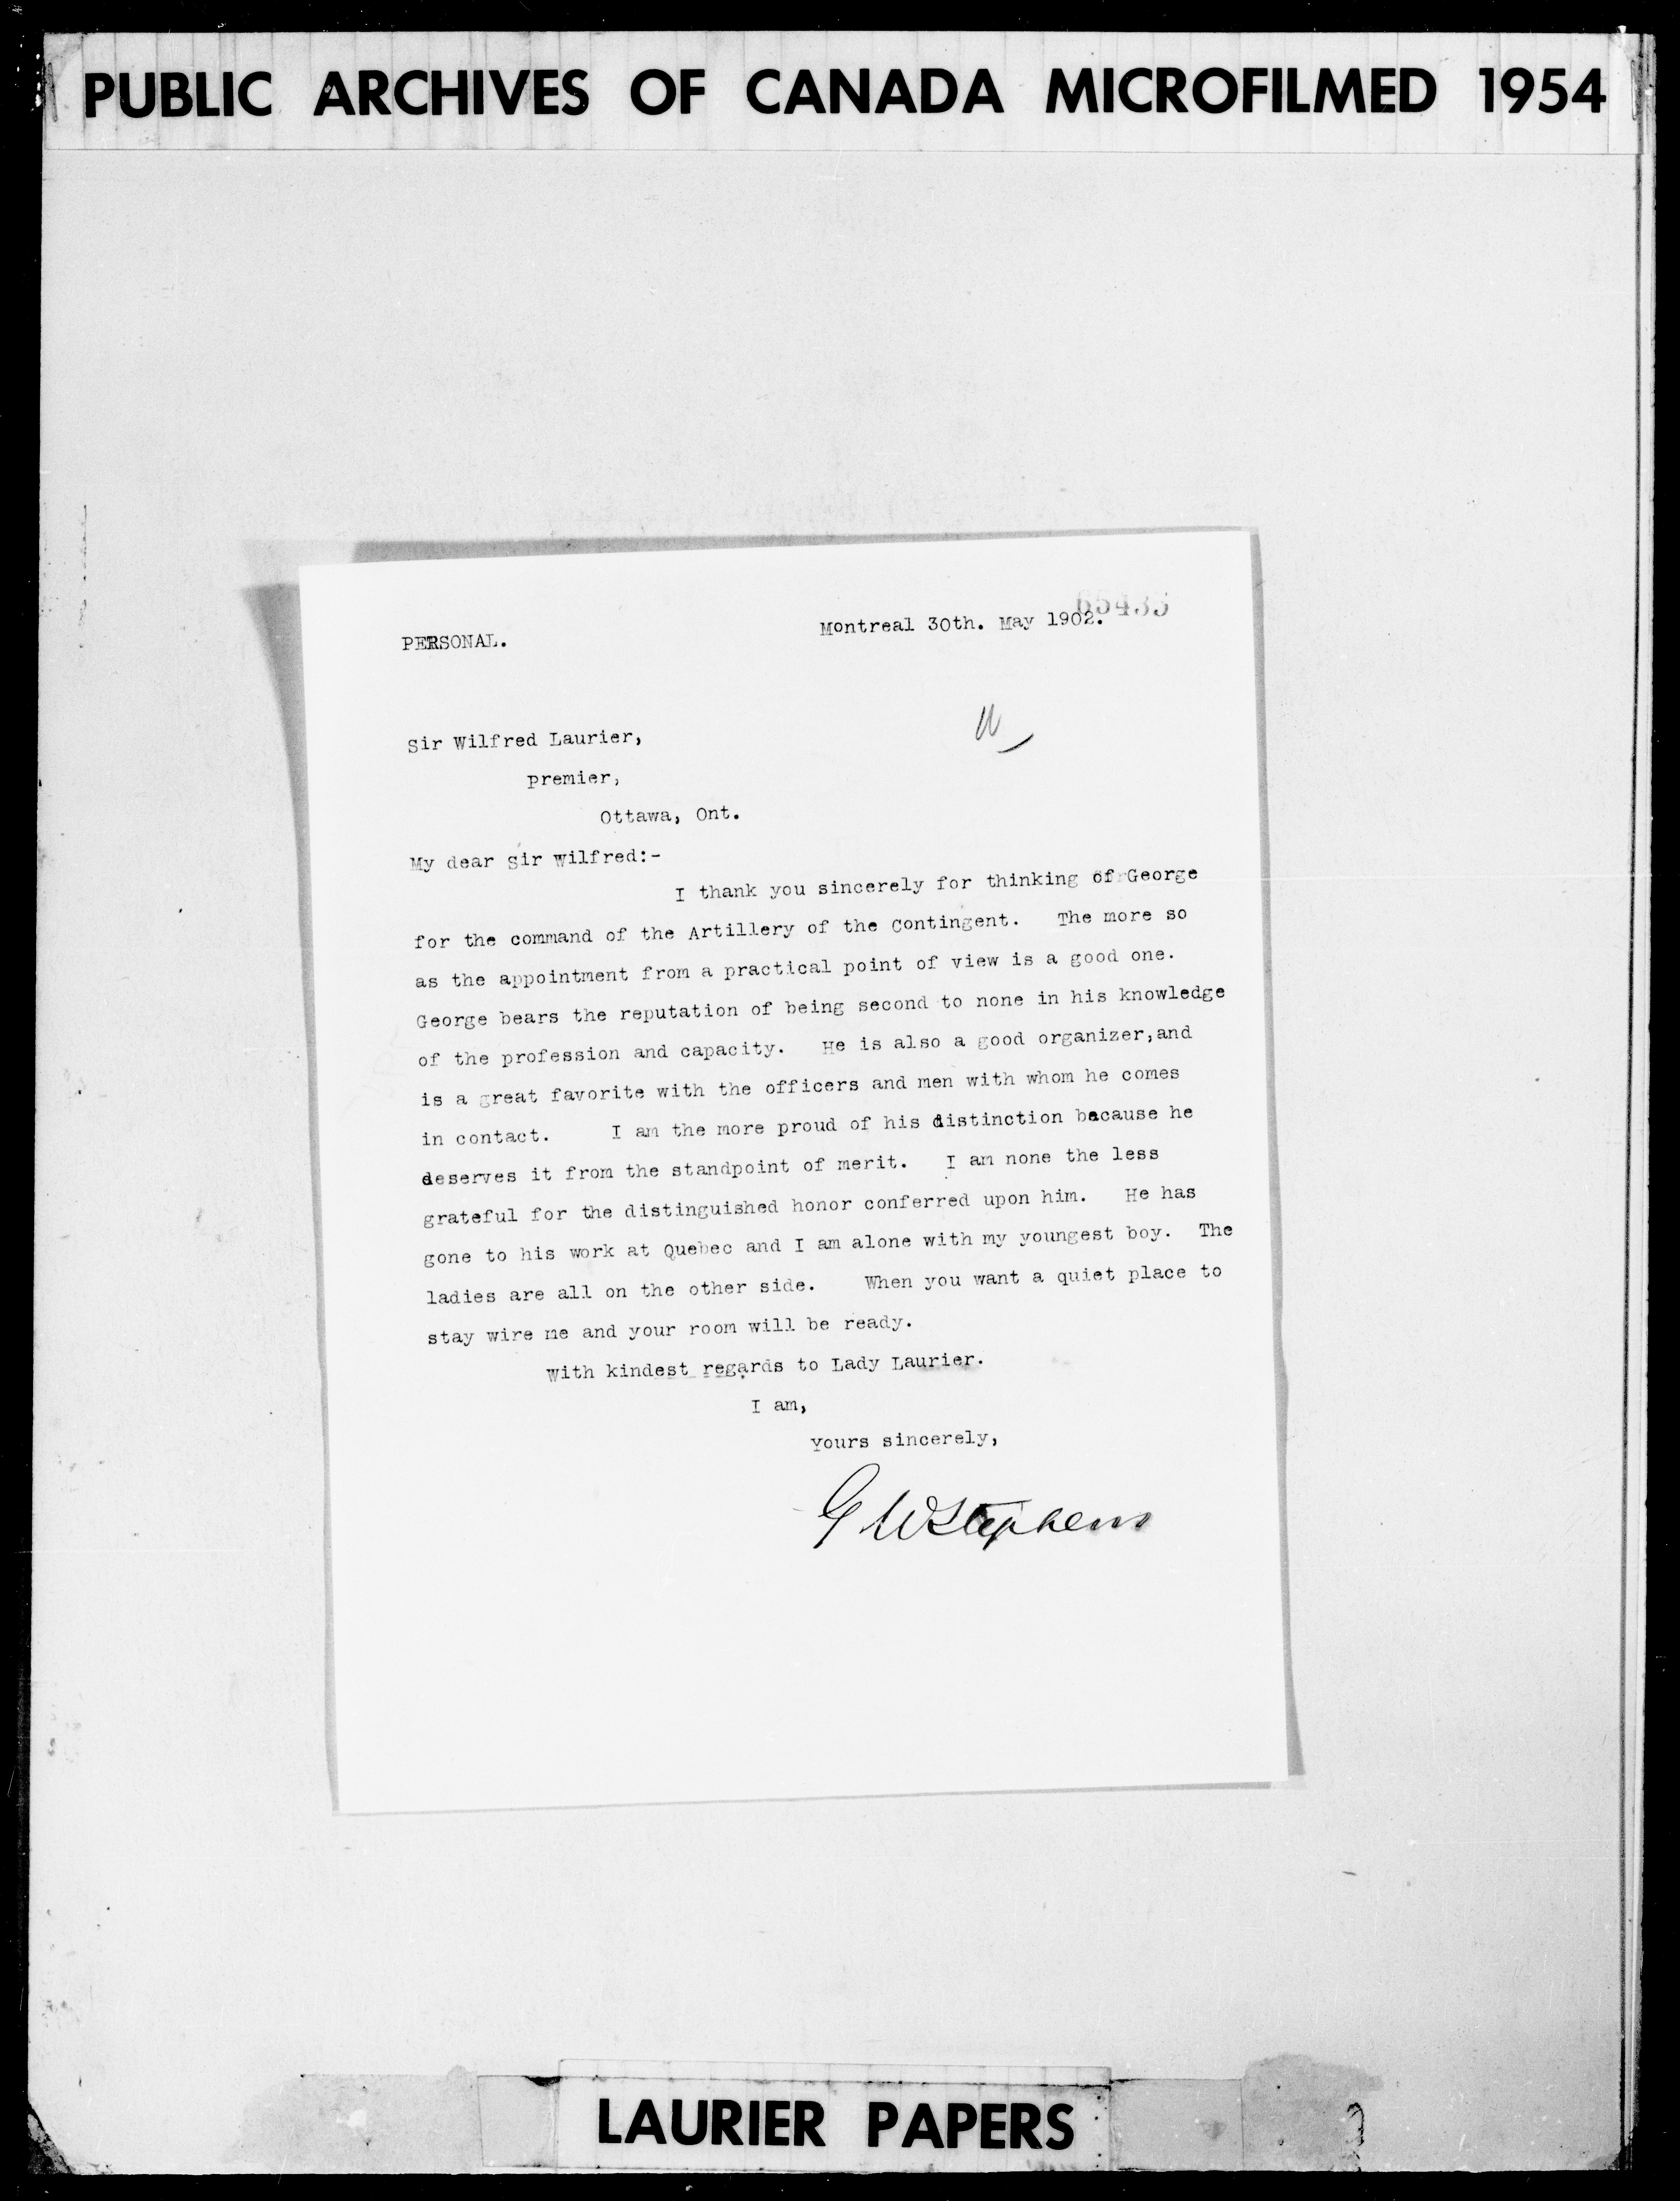 PUBLIC ARCHIVES OF CANADA MICROFILMED 1954
Montreal 30th. May 1902.
PERSONAL.
Sir Wilfred Laurier,
Premier,
Ottawa, Ont.
My dear Sir Wilfred:-
I thank you sincerely for thinking of George
for the command of the Artillery of the Contingent. The more so
as the appointment from a practical point of view is a good one.
George bears the reputation of being second to none in his knowledge
of the profession and capacity. He is also a good organizer,and
is a great favorite with the officers and men with whom he comes
in contact. I am the more proud of his distinction because he
deserves it from the standpoint of merit. I am none the less
grateful for the distinguished honor conferred upon him. He has
gone to his work at Quebec and I am alone with my youngest boy. The
ladies are all on the other side. When you want a quiet place to
stay wire me and your room will be ready.
With kindest regards to Lady Laurier.
I am,
Yours sincerely,
G W Stephens
LAURIER PAPERS